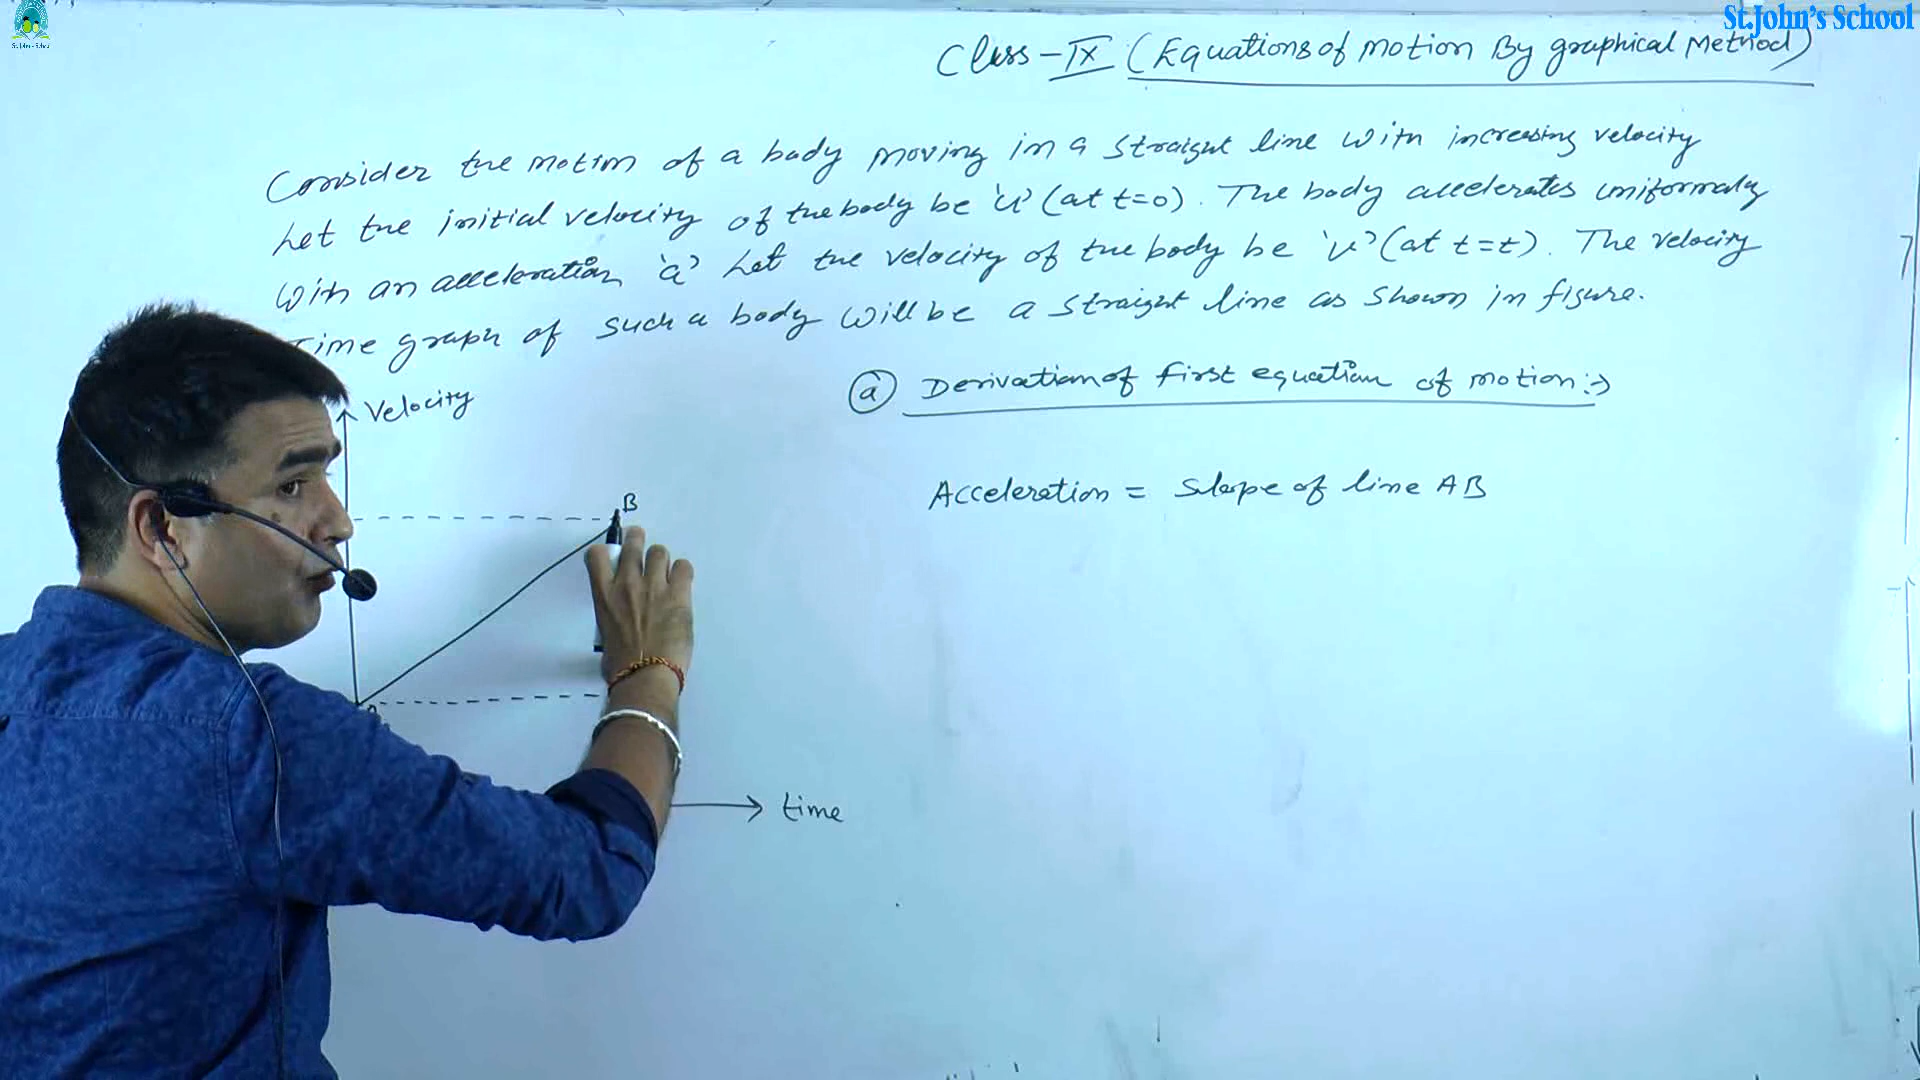 St.John's School
Class-IX (Equations of motion By graphical Method)
Consider the motion of a body moving in a straight line with increasing velocity
Let the initial velocity of the body be 'u' (at t=0). The body accelerates uniformaly
with an acceleration 'a' Let the velocity of the body be 'v' (at t=t). The velocity
Time graph of such a body will be a straight line as shown in figure.
Velocity
(a) Derivation of first equation of motion:->
Acceleration = Slope of line AB
B
time